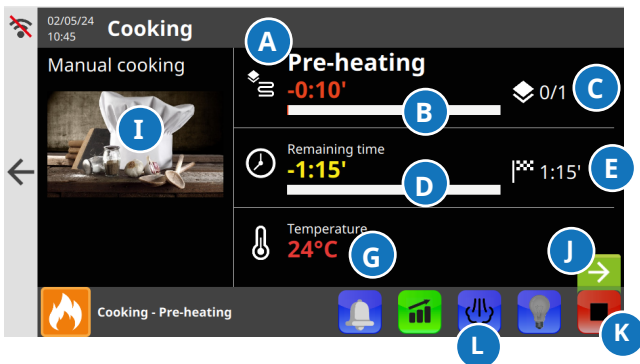 02/05/24
10:45
Cooking
Manual cooking
A
Pre-heating
-0:10'
B
0/1
C
I
Remaining time
-1:15'
D
1:15'
E
Temperature
24°C
G
J
Cooking - Pre-heating
L
K